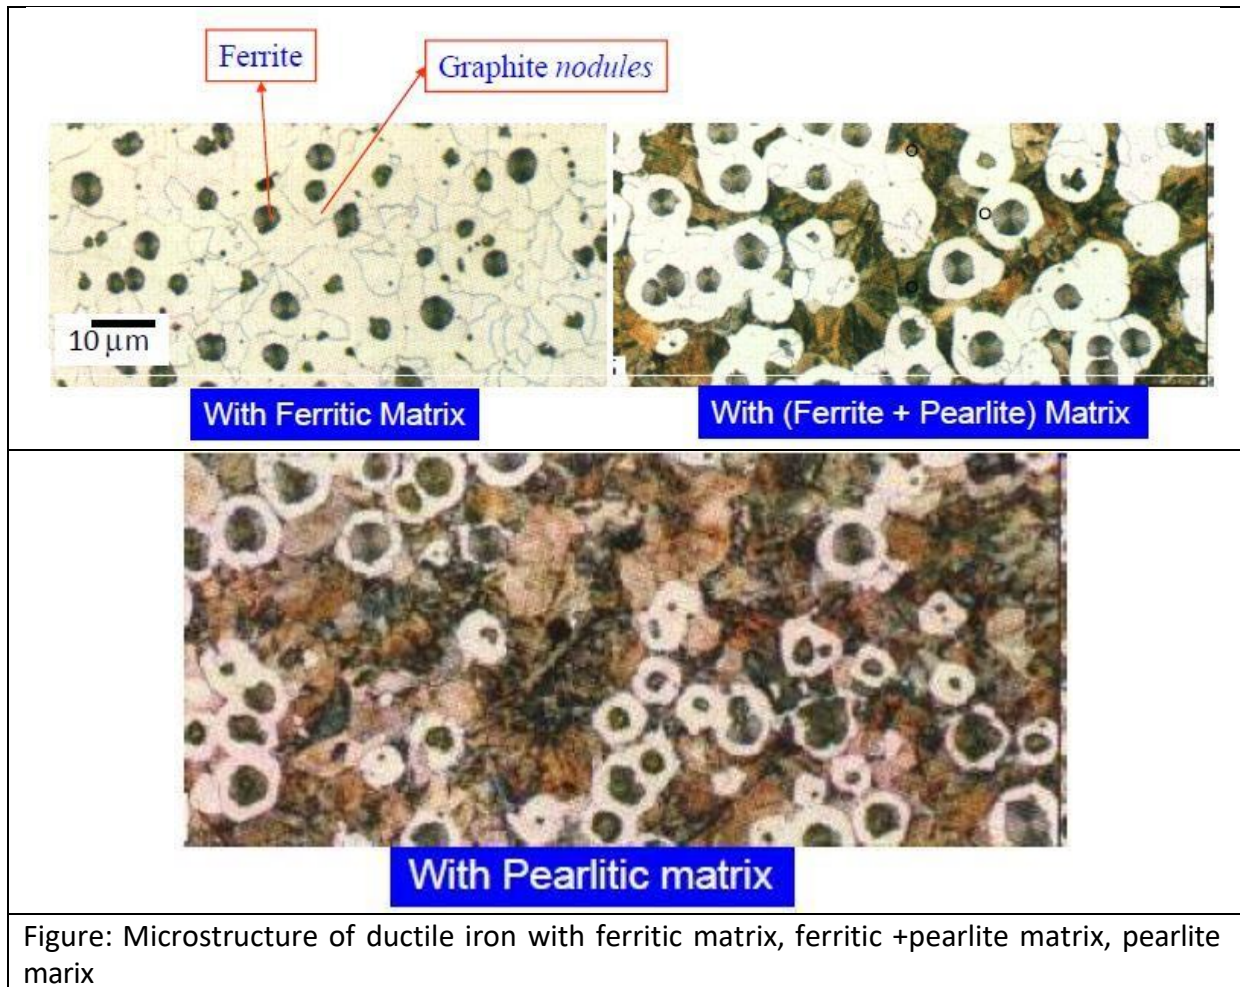 Ferrite
Graphite nodules
10 μm
With Ferritic Matrix
With (Ferrite + Pearlite) Matrix
With Pearlitic matrix
Figure: Microstructure of ductile iron with ferritic matrix, ferritic +pearlite matrix, pearlite
marix